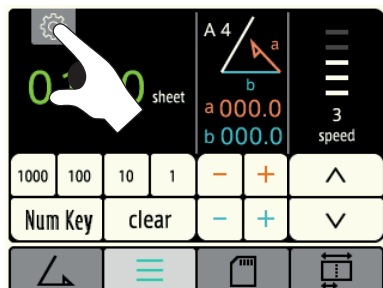 A 4
a
b
sheet
a 000.0
b 000.0
3
speed
1000 100 10 1 − +
Num Key clear − +